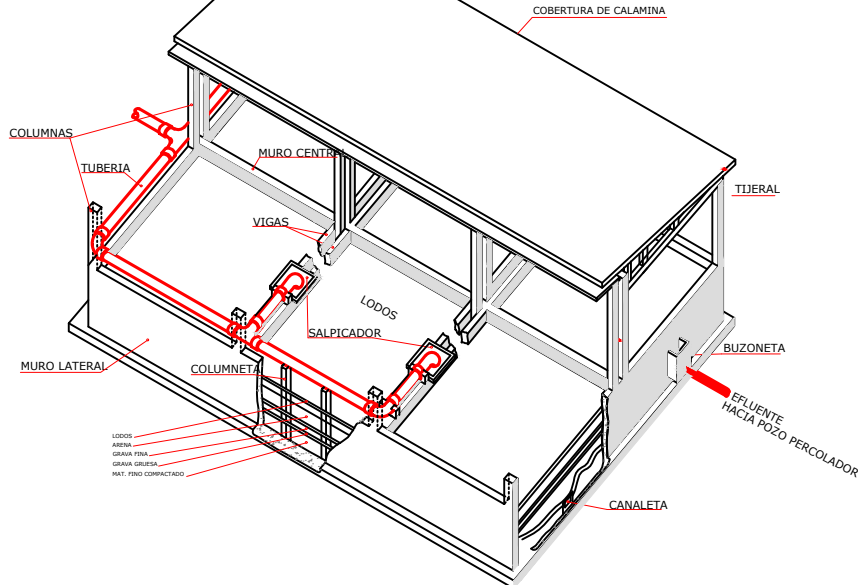 COBERTURA DE CALAMINA
COLUMNAS
MURO CENTR
TUBERIA
TIJERAL
VIGAS
LODOS
SALPICADOR
BUZONETA
MURO LATERAL
COLUMNETA
EFLUENTE
HACIA POZO PERCOLADOR
LODOS
ARENA
GRAVA FINA
GRAVA GRUESA
MAT. FINO COMPACTADO
CANALETA